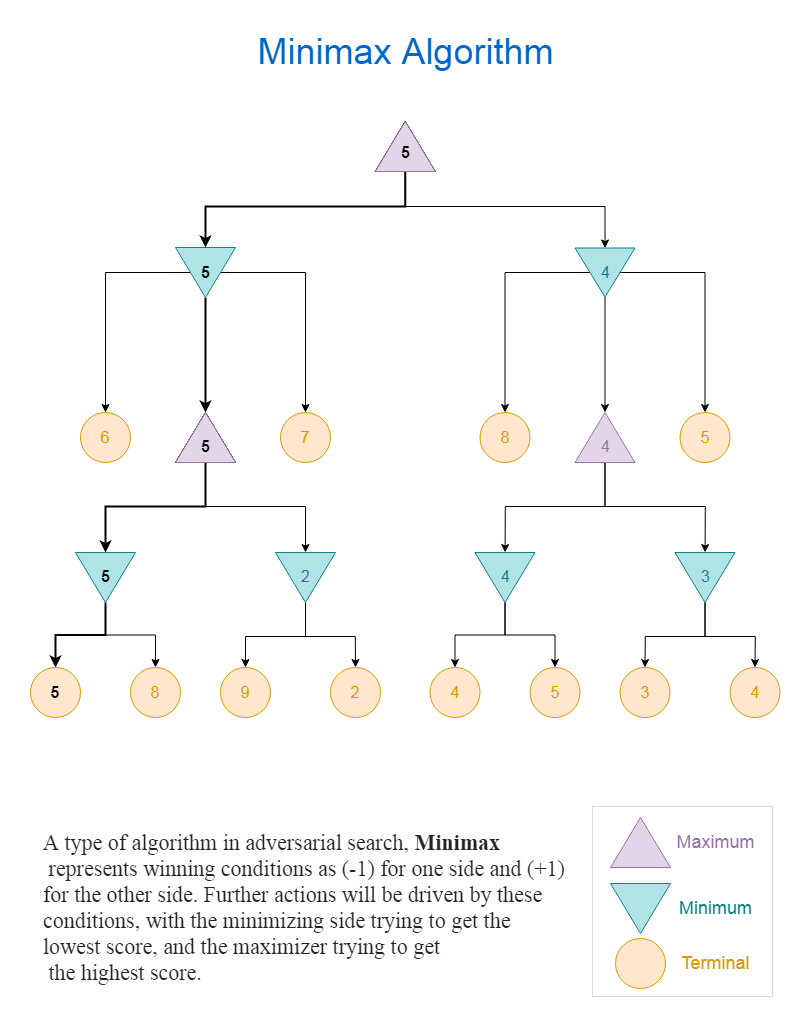 Minimax Algorithm
5
5
4
6
5
7
8
4
5
5
2
4
3
5
8
9
2
4
5
3
4
A type of algorithm in adversarial search, Minimax
represents winning conditions as (-1) for one side and (+1)
for the other side. Further actions will be driven by these
conditions, with the minimizing side trying to get the
lowest score, and the maximizer trying to get
the highest score.
Maximum
Minimum
Terminal